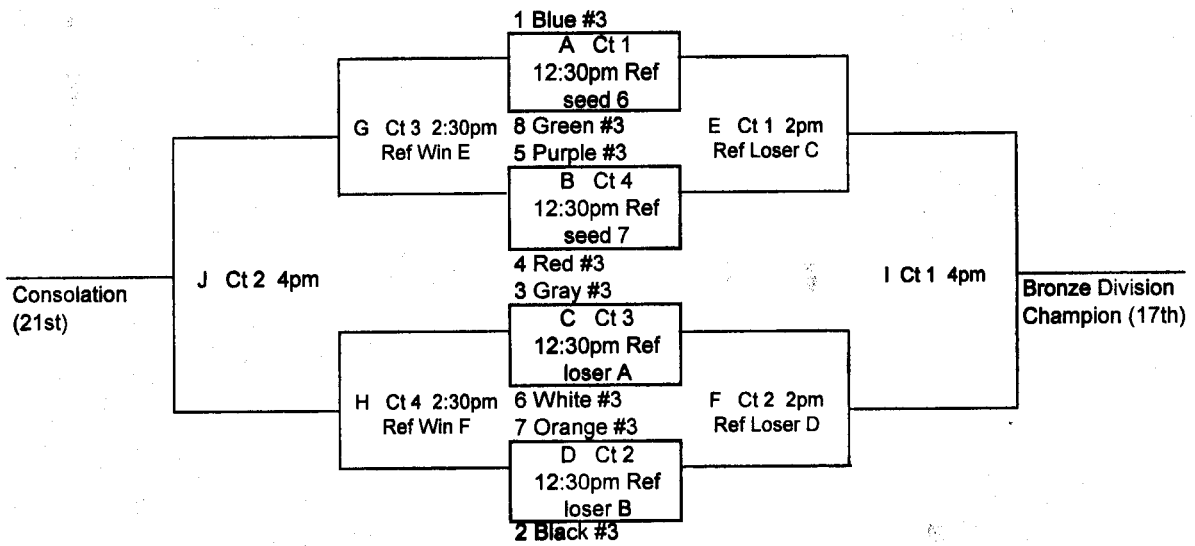 1 Blue #3
A Ct 1
12:30pm Ref
seed 6
G Ct 3 2:30pm
Ref Win E
8 Green #3
5 Purple #3
E Ct 1 2pm
Ref Loser C
B Ct 4
12:30pm Ref
seed 7
J Ct 2 4pm
4 Red #3
3 Gray #3
I Ct 1 4pm
Consolation
(21st)
Bronze Division
Champion (17th)
C Ct 3
12:30pm Ref
loser A
H Ct 4 2:30pm
Ref Win F
6 White #3
7 Orange #3
F Ct 2 2pm
Ref Loser D
D Ct 2
12:30pm Ref
loser B
2 Black #3